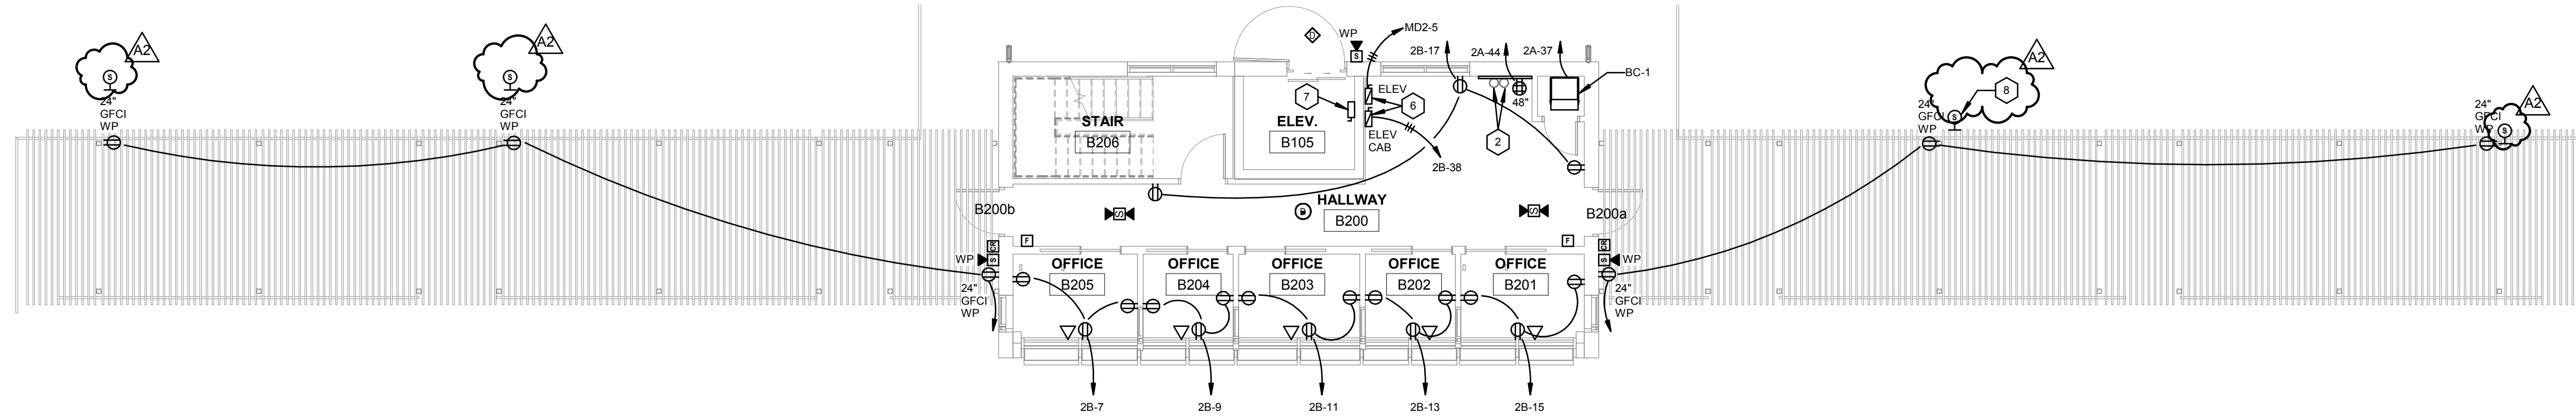 A2
A2
A2
A2
S
S
S
S
24"
GFCI
WP
24"
GFCI
WP
24"
GFCI
WP
24"
GFCI
WP
8
D
WP
S
MD2-5
2B-17
2A-44
2A-37
BC-1
7
6
ELEV
48"
2
ELEV
CAB
2B-38
STAIR
B206
ELEV.
B105
HALLWAY
B200
S
S
B200b
B200a
F
F
CR
CR
WP
S
S
WP
24"
GFCI
WP
24"
GFCI
WP
OFFICE
B205
OFFICE
B204
OFFICE
B203
OFFICE
B202
OFFICE
B201
2B-7
2B-9
2B-11
2B-13
2B-15